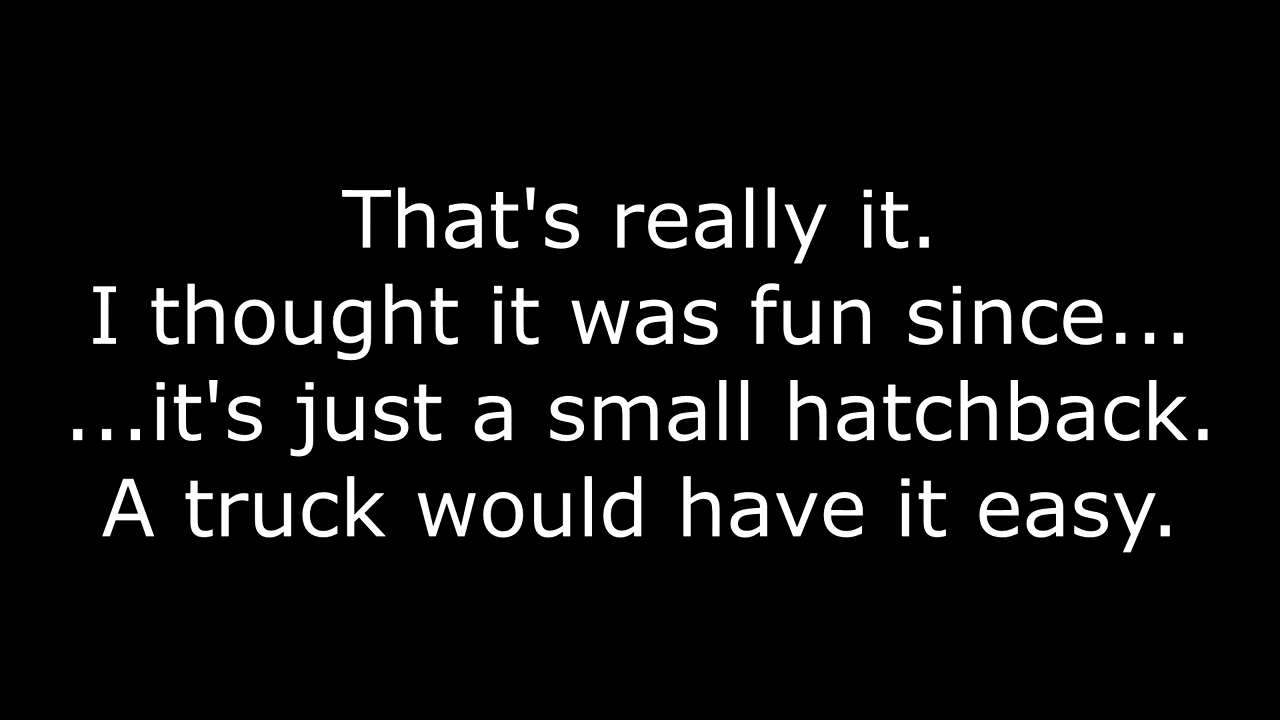 That's really it.
I thought it was fun since...
...it's just a small hatchback.
A truck would have it easy.